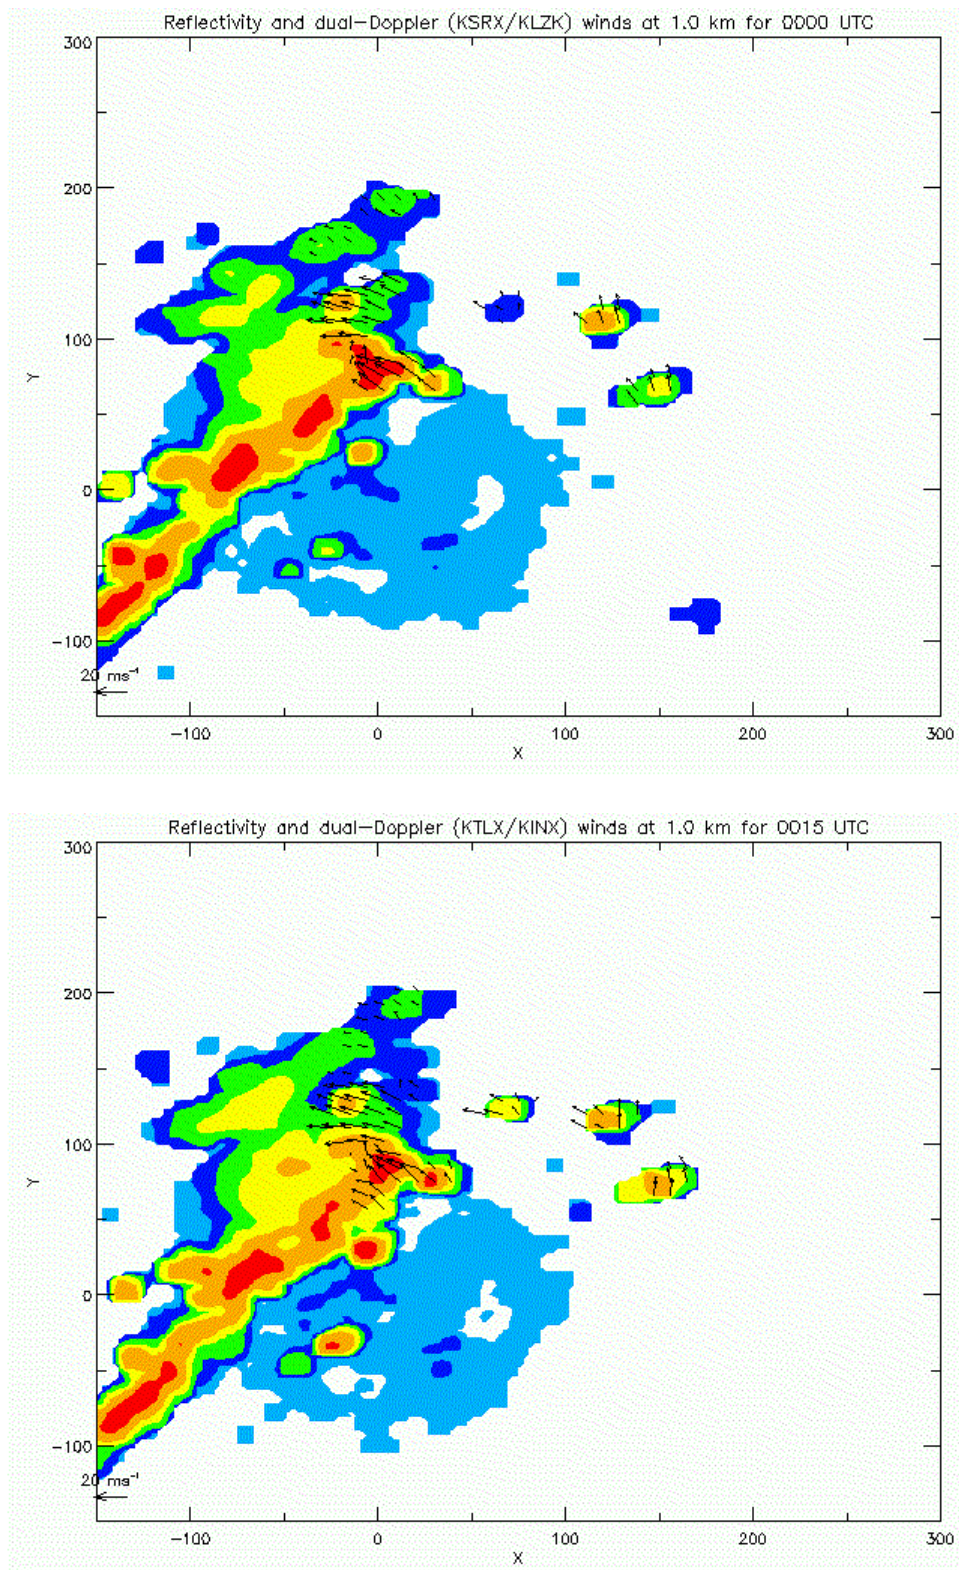 Reflectivity and dual-Doppler (KSRX/KLZK) winds at 1.0 km for 0000 UTC
300
200
100
Y
0
-100
20 ms⁻¹
-100 0 100 200 300
X
Reflectivity and dual-Doppler (KTLX/KINX) winds at 1.0 km for 0015 UTC
300
200
100
Y
0
-100
20 ms⁻¹
-100 0 100 200 300
X